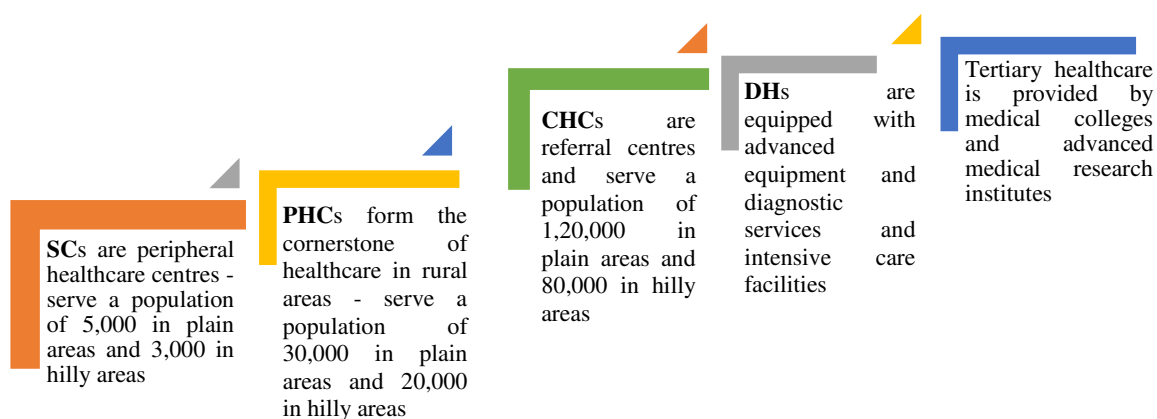 SCs are peripheral
healthcare centres -
serve a population
of 5,000 in plain
areas and 3,000 in
hilly areas
PHCs form the
cornerstone of
healthcare in rural
areas - serve a
population of
30,000 in plain
areas and 20,000
in hilly areas
CHCs are
referral centres
and serve a
population of
1,20,000 in
plain areas and
80,000 in hilly
areas
DHs are
equipped with
advanced
equipment and
diagnostic
services and
intensive care
facilities
Tertiary healthcare
is provided by
medical colleges
and advanced
medical research
institutes